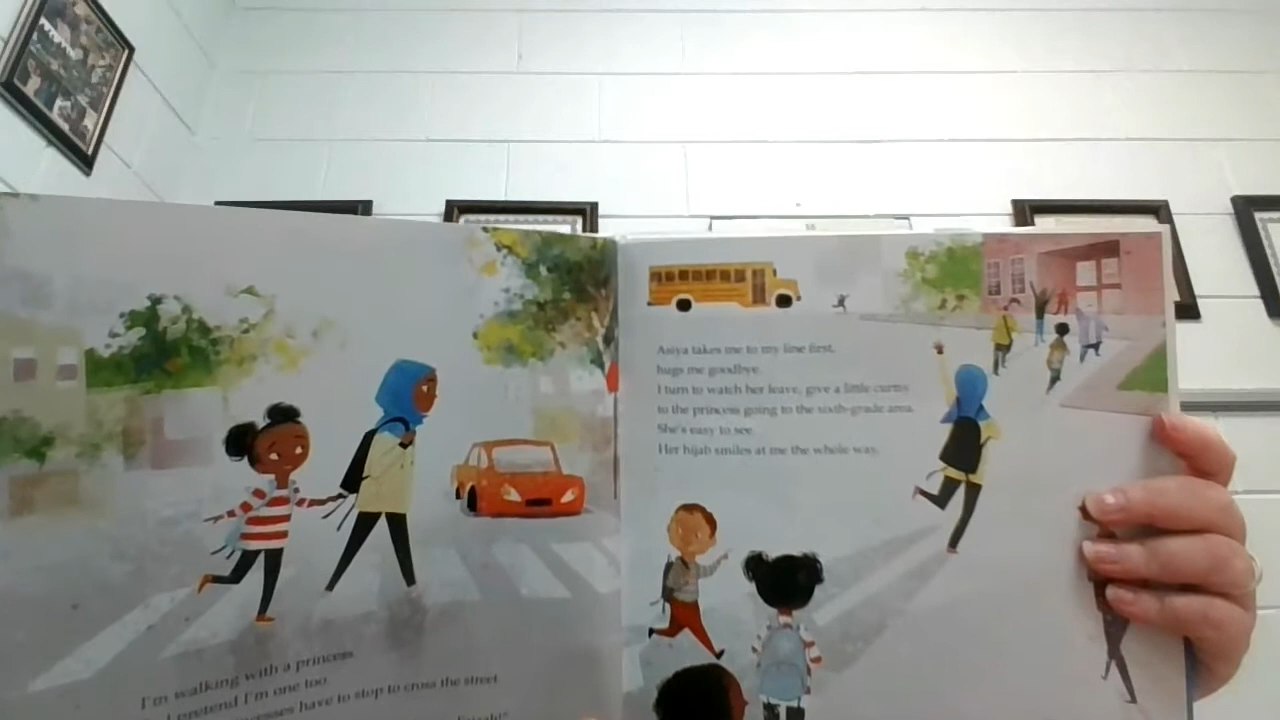 I'm walking with a princess.
I pretend I'm one too.
have to stop to cross the street
Asiya takes me to my line first,
hugs me goodbye.
I turn to watch her leave, give a little curtsy
to the princess going to the sixth-grade area.
She's easy to see.
Her hijab smiles at me the whole way.